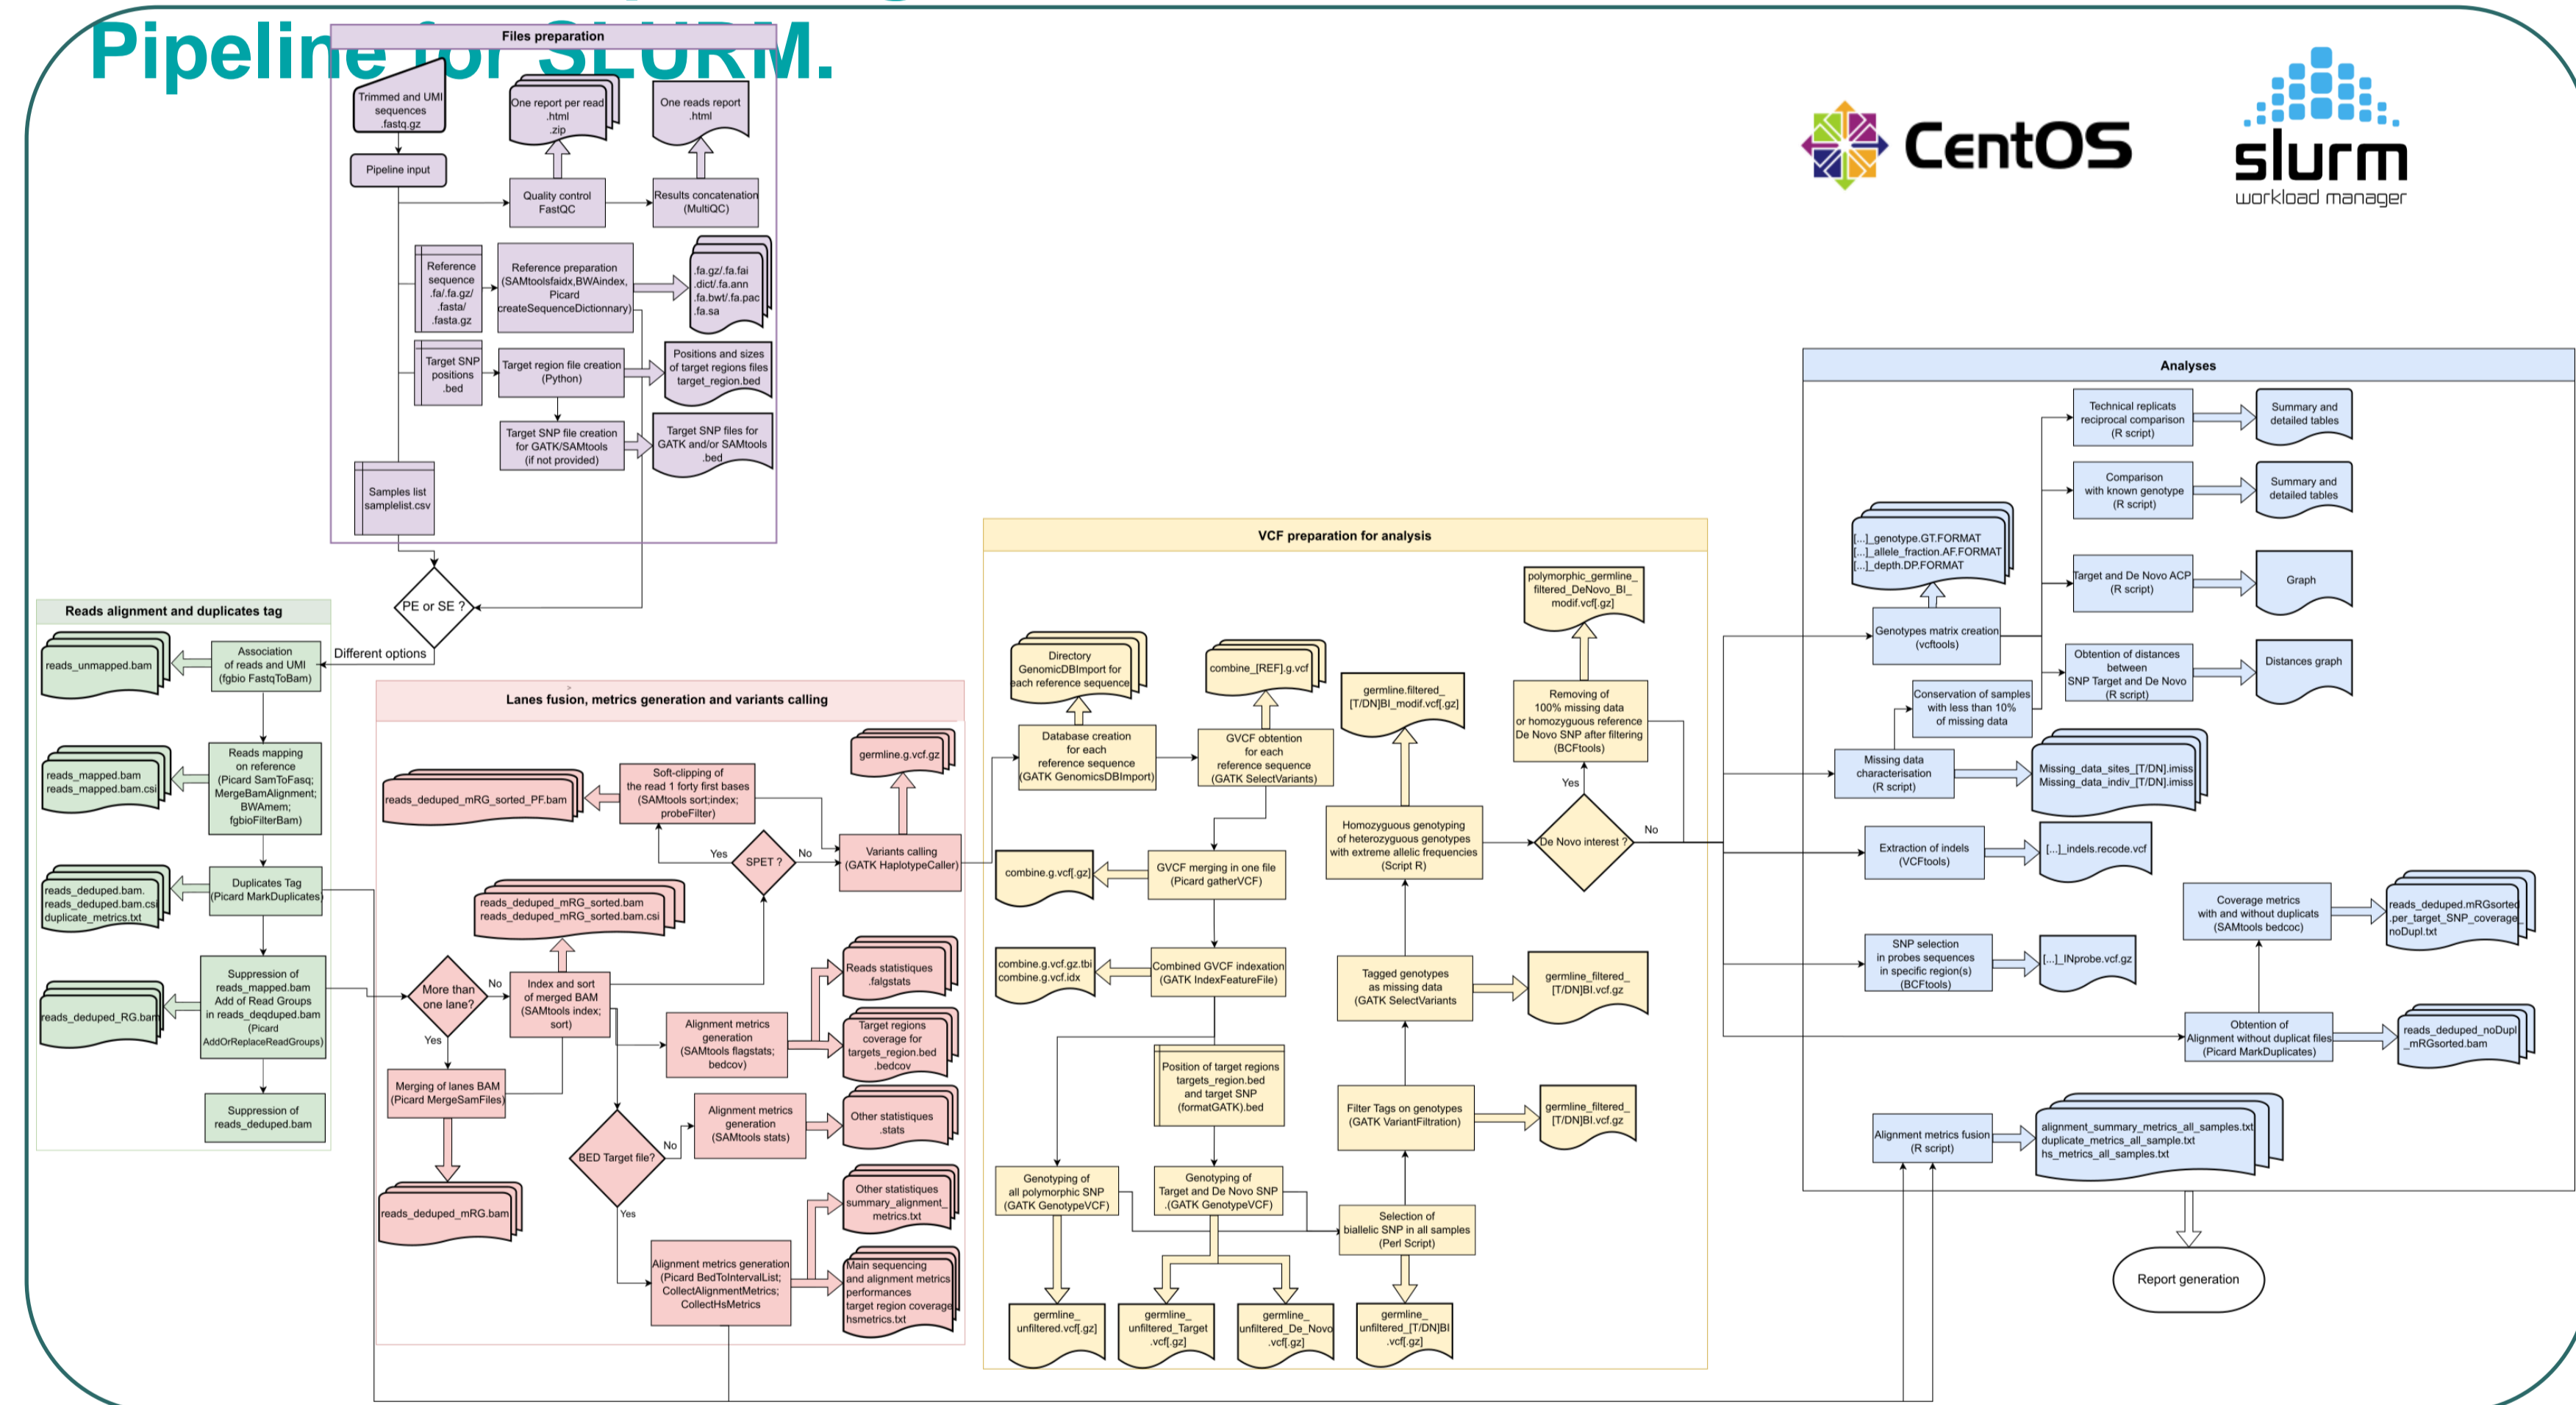 Pipeline for SLURM.
CentOS
slurm
workload manager
Files preparation
Trimmed and UMI
sequences
.fastq.gz
One report per read
.html
.zip
One reads report
.html
Pipeline input
Quality control
FastQC
Results concatenation
(MultiQC)
Reference
sequence
.fa/.fa.gz/
.fasta/
.fasta.gz
Reference preparation
(SAMtoolsfaidx,BWAindex,
Picard
createSequenceDictionnary)
.fa.gz/.fa.fai
.dict/.fa.ann
.fa.bwt/.fa.pac
.fa.sa
Target SNP
positions
.bed
Target region file creation
(Python)
Positions and sizes
of target regions files
target_region.bed
Target SNP file creation
for GATK/SAMtools
(if not provided)
Target SNP files for
GATK and/or SAMtools
.bed
Samples list
samplelist.csv
PE or SE ?
Different options
Reads alignment and duplicates tag
reads_unmapped.bam
Association
of reads and UMI
(fgbio FastqToBam)
reads_mapped.bam
reads_mapped.bam.csi
Reads mapping
on reference
(Picard SamToFasq;
MergeBamAlignment;
BWAmem;
fgbioFilterBam)
reads_deduped.bam.
reads_deduped.bam.csi
duplicate_metrics.txt
Duplicates Tag
(Picard MarkDuplicates)
reads_deduped_RG.bam
Suppression of
reads_mapped.bam
Add of Read Groups
in reads_deqduped.bam
(Picard
AddOrReplaceReadGroups)
Suppression of
reads_deduped.bam
Lanes fusion, metrics generation and variants calling
germline.g.vcf.gz
reads_deduped_mRG_sorted_PF.bam
Soft-clipping of
the read 1 forty first bases
(SAMtools sort;index;
probeFilter)
Yes
SPET ?
No
Variants calling
(GATK HaplotypeCaller)
reads_deduped_mRG_sorted.bam
reads_deduped_mRG_sorted.bam.csi
More than
one lane?
No
Yes
Index and sort
of merged BAM
(SAMtools index;
sort)
Reads statistiques
.falgstats
Alignment metrics
generation
(SAMtools flagstats;
bedcov)
Target regions
coverage for
targets_region.bed
.bedcov
Merging of lanes BAM
(Picard MergeSamFiles)
Alignment metrics
generation
(SAMtools stats)
Other statistiques
.stats
BED Target file?
No
Yes
reads_deduped_mRG.bam
Other statistiques
summary_alignment_
metrics.txt
Alignment metrics generation
(Picard BedToIntervalList;
CollectAlignmentMetrics;
CollectHsMetrics
Main sequencing
and alignment metrics
performances
target region coverage
hsmetrics.txt
VCF preparation for analysis
Directory
GenomicDBImport for
each reference sequence
combine_[REF].g.vcf
germline.filtered_
[T/DN]BI_modif.vcf[.gz]
polymorphic_germline_
filtered_DeNovo_BI_
modif.vcf[.gz]
Database creation
for each
reference sequence
(GATK GenomicsDBImport)
GVCF obtention
for each
reference sequence
(GATK SelectVariants)
Removing of
100% missing data
or homozyguous reference
De Novo SNP after filtering
(BCFtools)
Yes
De Novo interest ?
No
Homozyguous genotyping
of heterozyguous genotypes
with extreme allelic frequencies
(Script R)
combine.g.vcf[.gz]
GVCF merging in one file
(Picard gatherVCF)
combine.g.vcf.gz.tbi
combine.g.vcf.idx
Combined GVCF indexation
(GATK IndexFeatureFile)
Tagged genotypes
as missing data
(GATK SelectVariants
germline_filtered_
[T/DN]BI.vcf.gz
Position of target regions
targets_region.bed
and target SNP
(formatGATK).bed
Filter Tags on genotypes
(GATK VariantFiltration)
germline_filtered_
[T/DN]BI.vcf.gz
Genotyping of
all polymorphic SNP
(GATK GenotypeVCF)
Genotyping of
Target and De Novo SNP
.(GATK GenotypeVCF)
Selection of
biallelic SNP in all samples
(Perl Script)
germline_
unfiltered.vcf[.gz]
germline_
unfiltered_Target
.vcf[.gz]
germline_
unfiltered_De_Novo
.vcf[.gz]
germline_
unfiltered_[T/DN]BI
.vcf[.gz]
Analyses
Technical replicats
reciprocal comparison
(R script)
Summary and
detailed tables
Comparison
with known genotype
(R script)
Summary and
detailed tables
[...]_genotype.GT.FORMAT
[...]_allele_fraction.AF.FORMAT
[...]_depth.DP.FORMAT
Target and De Novo ACP
(R script)
Graph
Genotypes matrix creation
(vcftools)
Obtention of distances
between
SNP Target and De Novo
(R script)
Distances graph
Conservation of samples
with less than 10%
of missing data
Missing data
characterisation
(R script)
Missing_data_sites_[T/DN].imiss
Missing_data_indiv_[T/DN].imiss
Extraction of indels
(VCFtools)
[...]_indels.recode.vcf
Coverage metrics
with and without duplicats
(SAMtools bedcoc)
reads_deduped.mRGsorted
.per_target_SNP_coverage_
noDupl.txt
SNP selection
in probes sequences
in specific region(s)
(BCFtools)
[...]_INprobe.vcf.gz
Obtention of
Alignment without duplicat files
(Picard MarkDuplicates)
reads_deduped_noDupl
_mRGsorted.bam
Alignment metrics fusion
(R script)
alignment_summary_metrics_all_samples.txt
duplicate_metrics_all_sample.txt
hs_metrics_all_samples.txt
Report generation